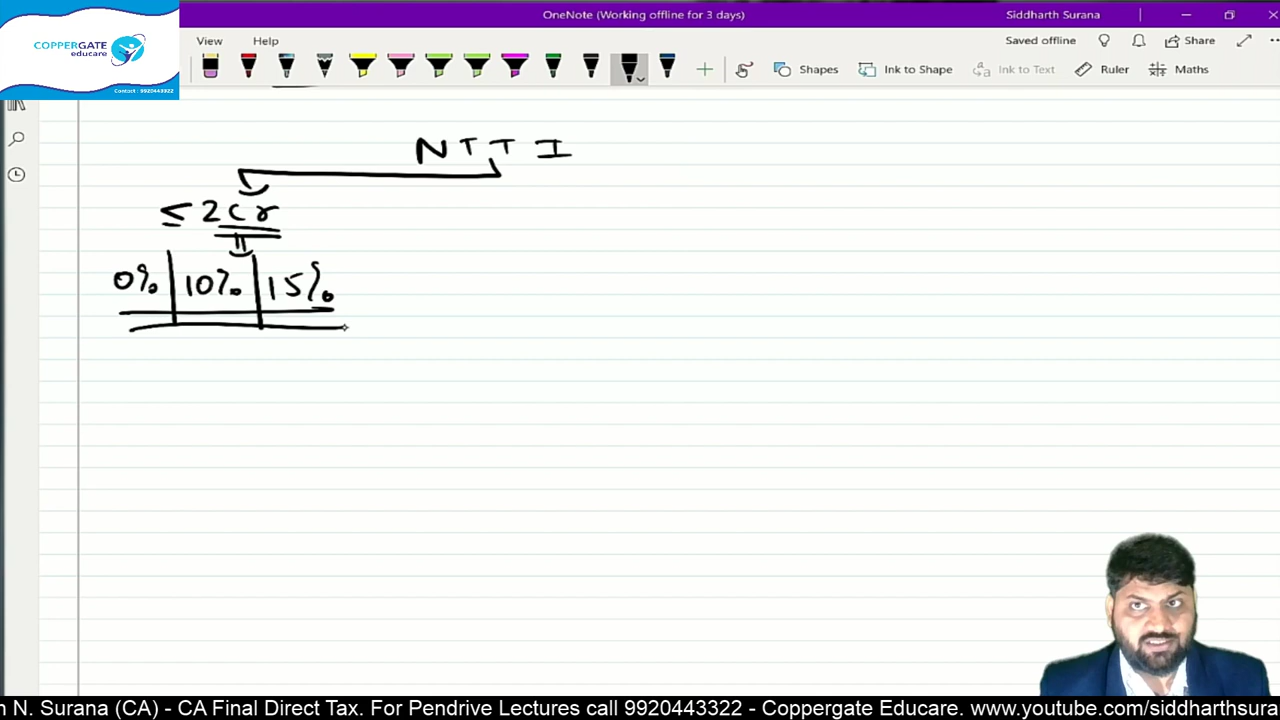 COPPERGATE
educare
Contact : 9920443322
OneNote (Working offline for 3 days)
Siddharth Surana
View Help
Saved offline
Share
Shapes
Ink to Shape
Ink to Text
Ruler
Maths
N T T I
≤ 2 cr
0% 10% 15%
n N. Surana (CA) - CA Final Direct Tax. For Pendrive Lectures call 9920443322 - Coppergate Educare. www.youtube.com/siddharthsura